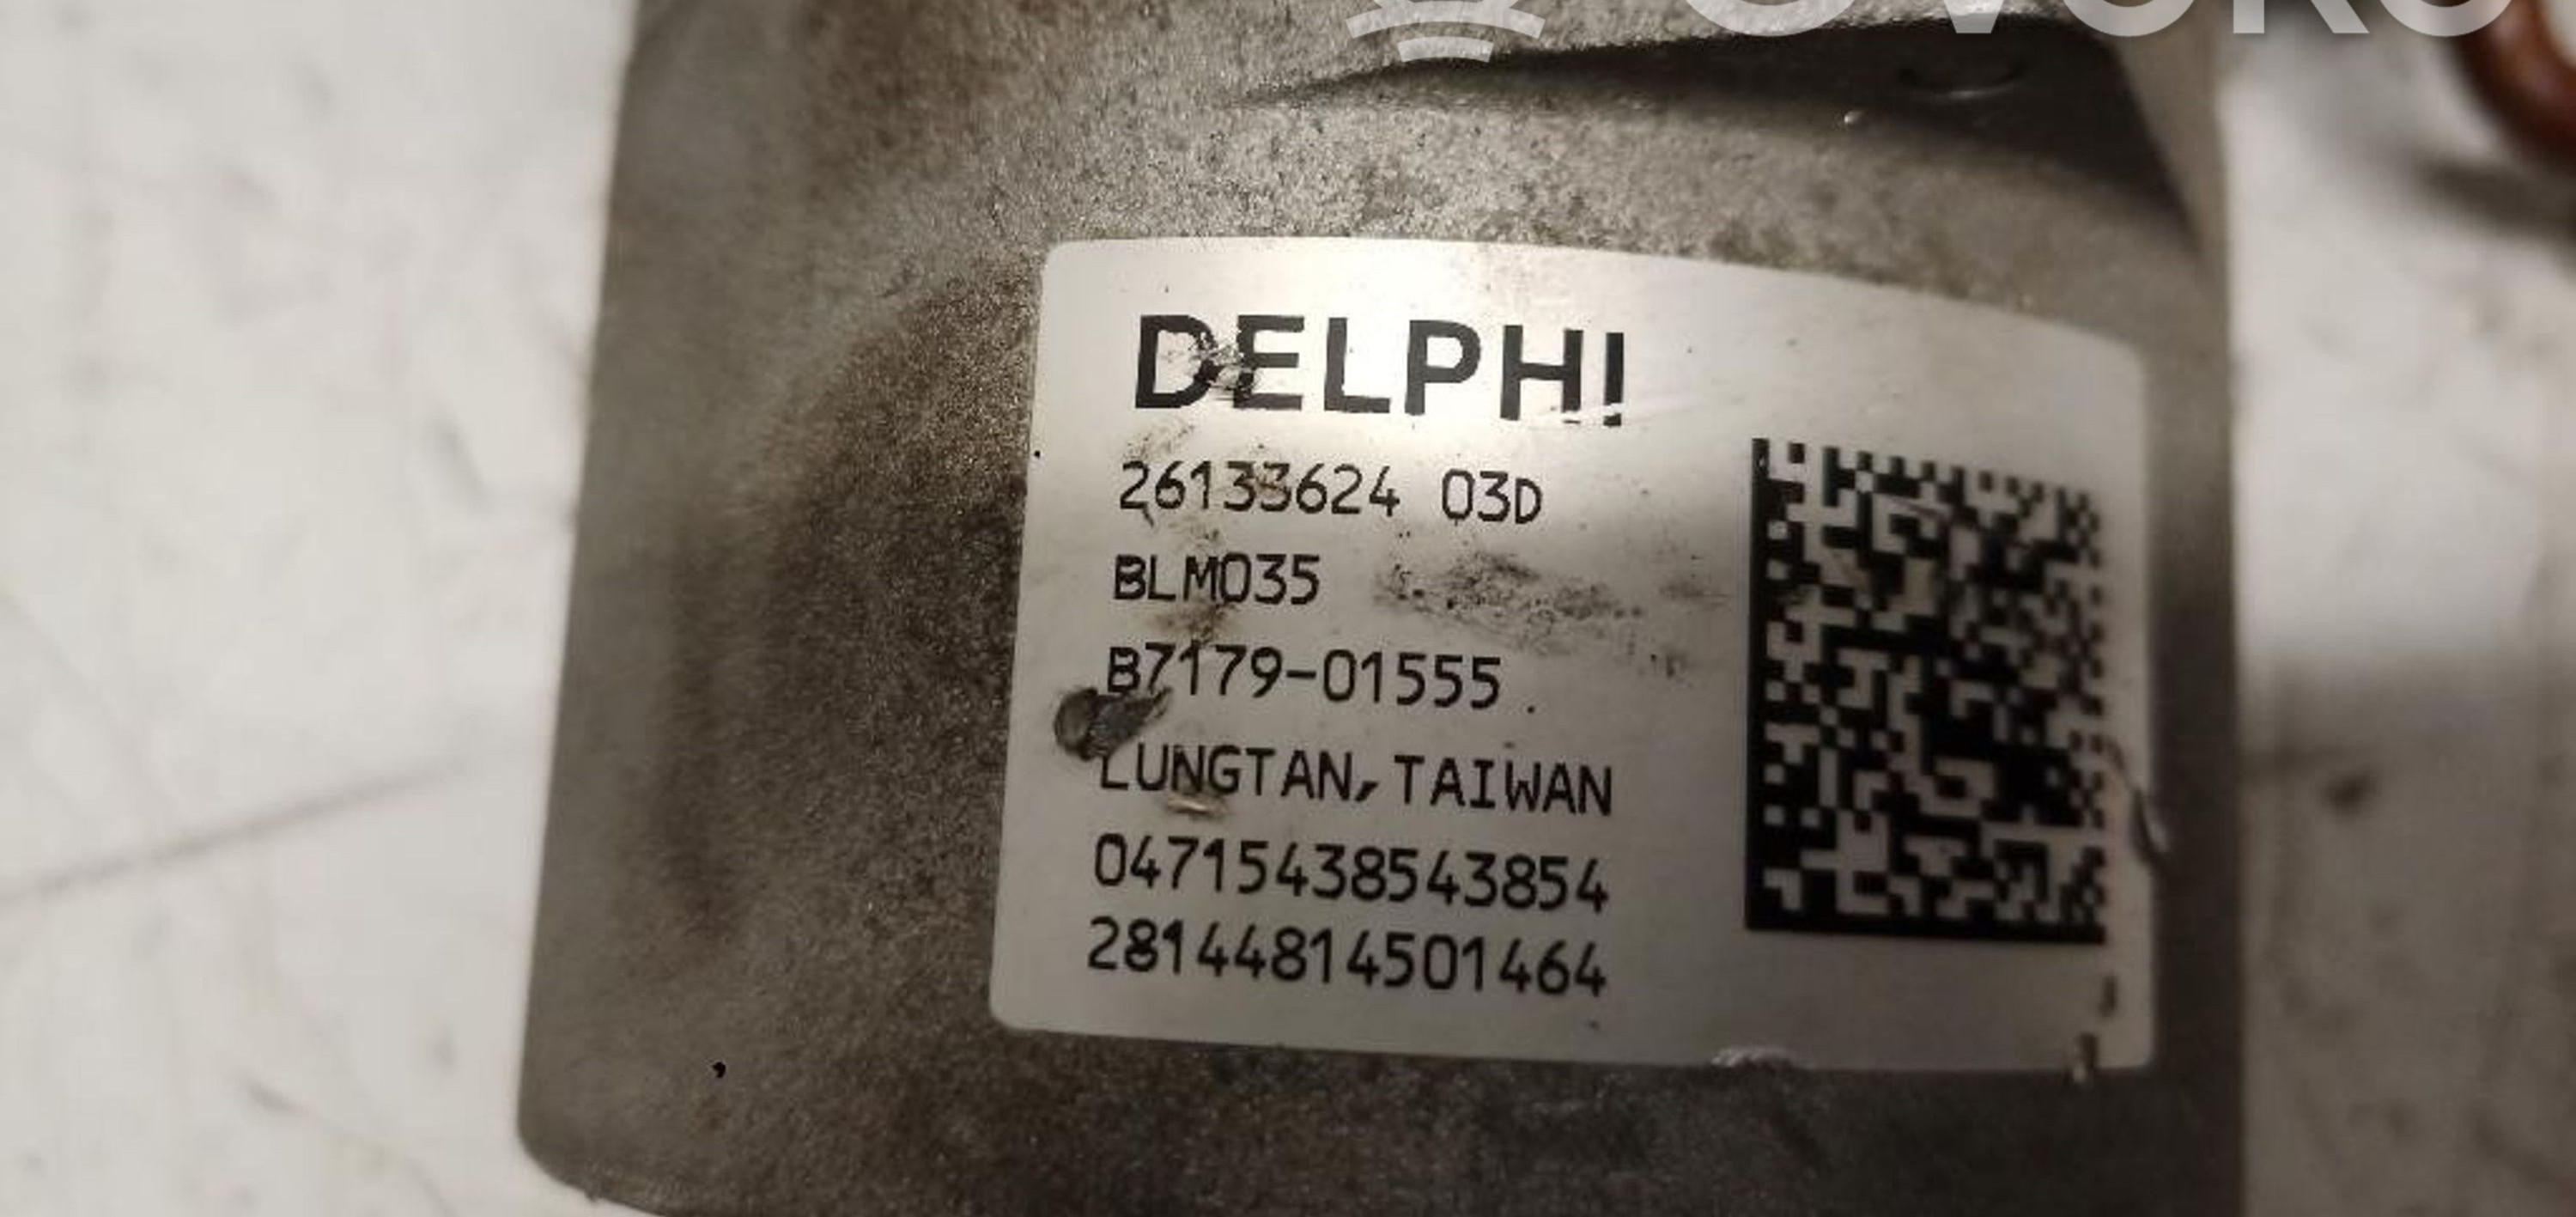 DELPHI
26133624 03D
BLM035
B7179-01555
LUNGTAN, TAIWAN
04715438543854
28144814501464